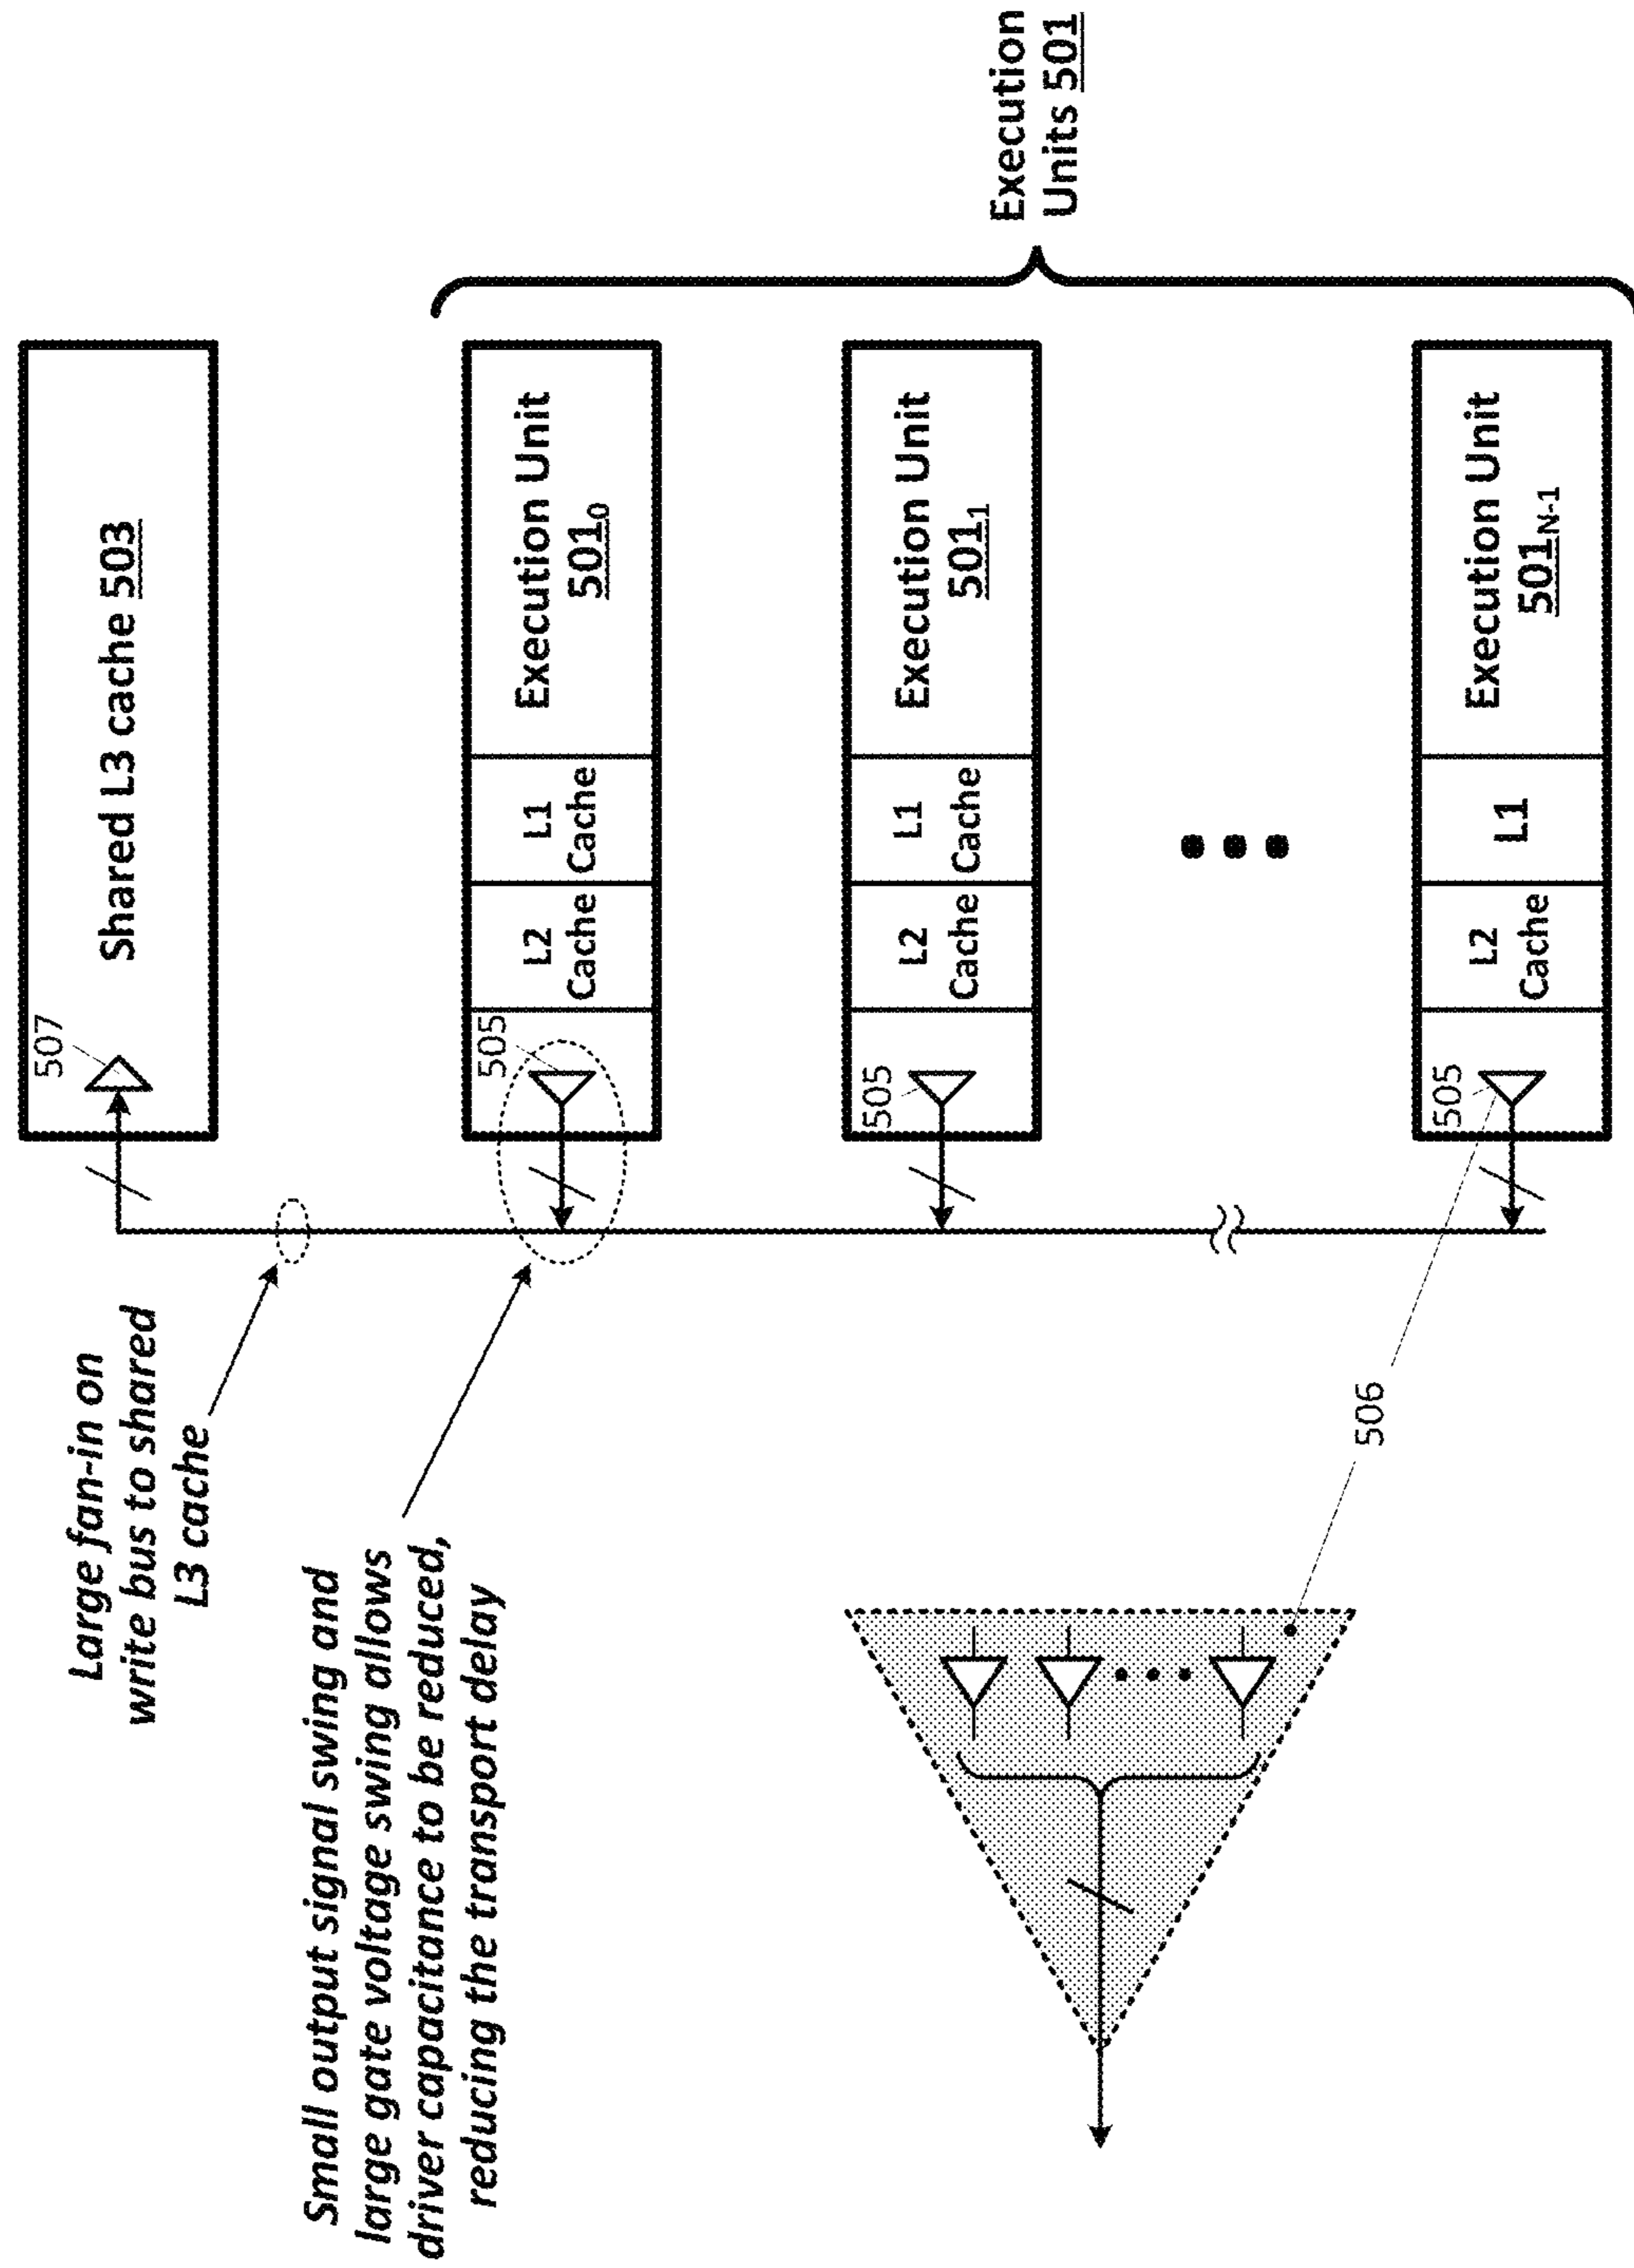 Large fan-in on
write bus to shared
L3 cache
Small output signal swing and
large gate voltage swing allows
driver capacitance to be reduced,
reducing the transport delay
507
Shared L3 cache 503
505
L2
Cache
L1
Cache
Execution Unit
501₀
505
L2
Cache
L1
Cache
Execution Unit
501₁
505
L2
Cache
L1
Execution Unit
501N-1
Execution
Units 501
506